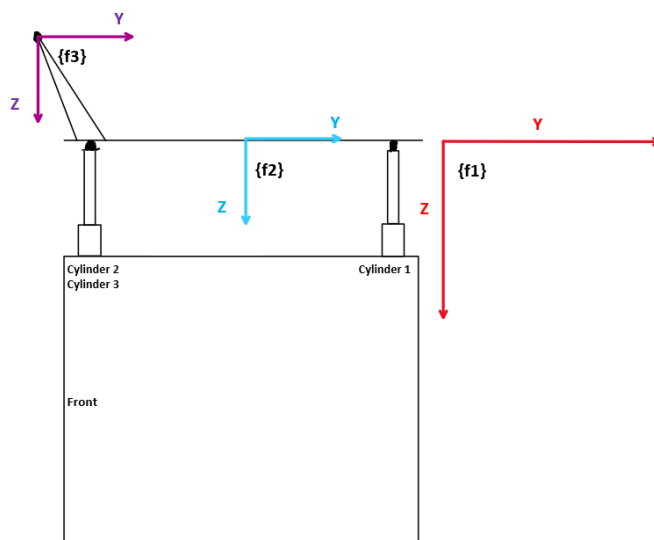 Y
{f3}
Z
Y
Y
{f2}
{f1}
Z
Z
Cylinder 2
Cylinder 1
Cylinder 3
Front